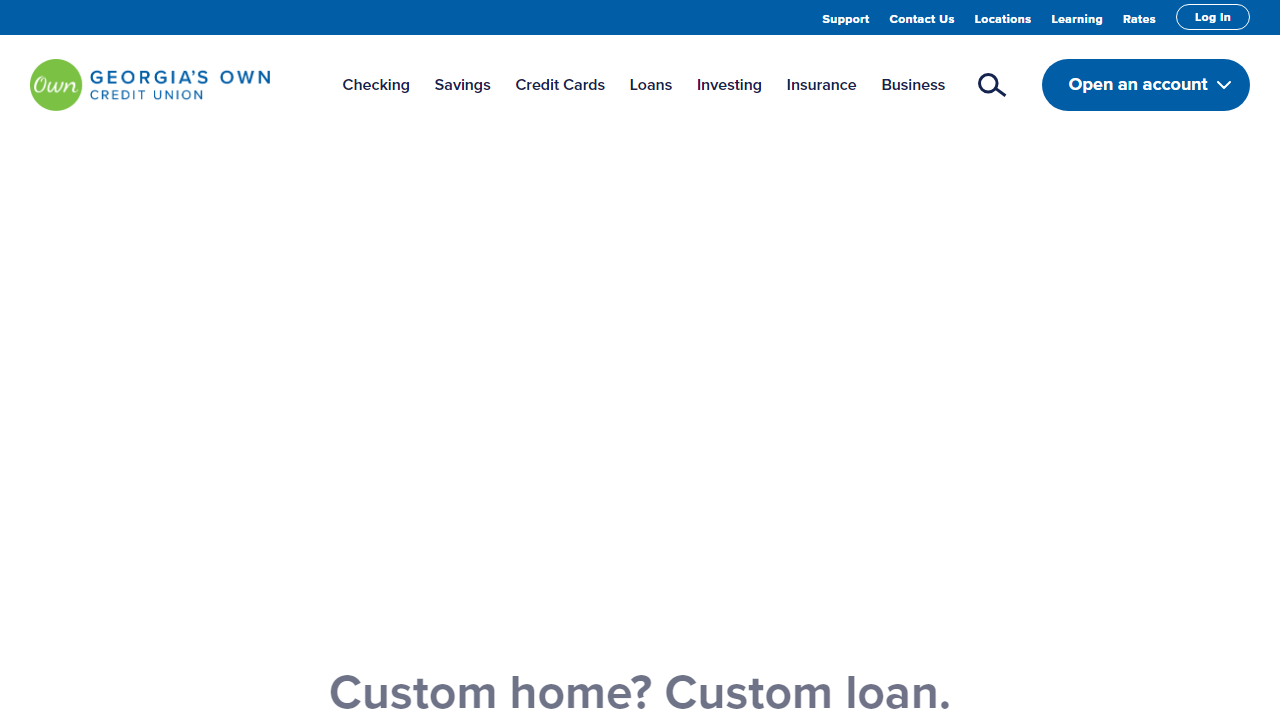 Support Contact Us Locations Learning Rates Log In
Own GEORGIA'S OWN
CREDIT UNION
Checking Savings Credit Cards Loans Investing Insurance Business Open an account
Custom home? Custom loan.